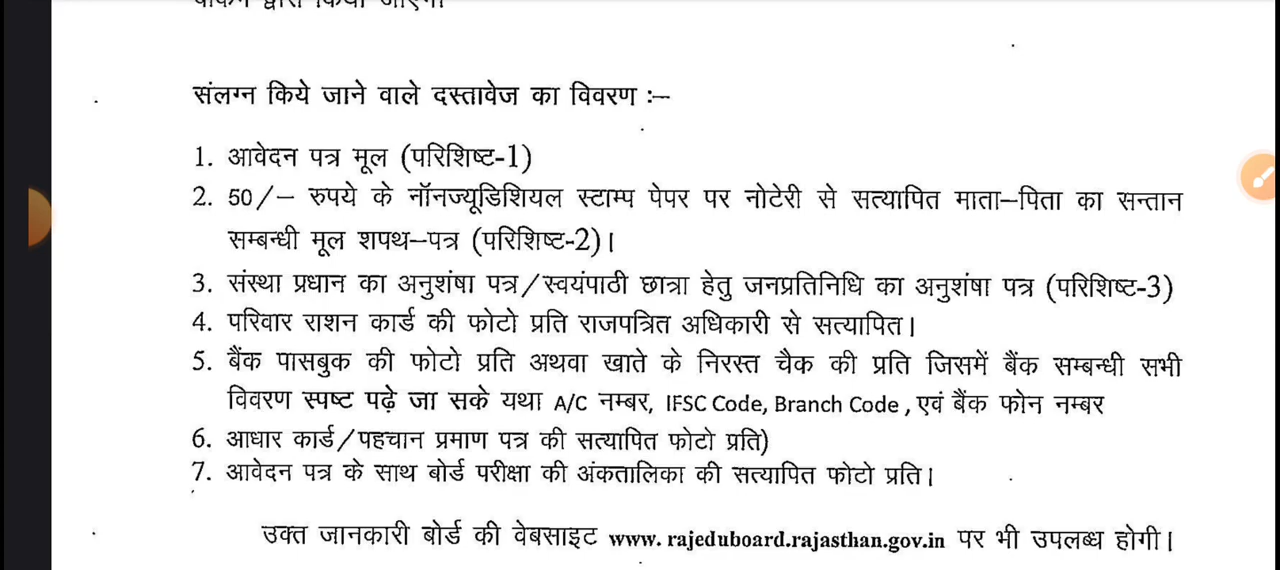 संलग्न किये जाने वाले दस्तावेज का विवरण :–
1. आवेदन पत्र मूल (परिशिष्ट-1)
2. 50/– रुपये के नॉनज्यूडिशियल स्टाम्प पेपर पर नोटेरी से सत्यापित माता–पिता का सन्तान
सम्बन्धी मूल शपथ–पत्र (परिशिष्ट-2)।
3. संस्था प्रधान का अनुशंषा पत्र/स्वयंपाठी छात्रा हेतु जनप्रतिनिधि का अनुशंषा पत्र (परिशिष्ट-3)
4. परिवार राशन कार्ड की फोटो प्रति राजपत्रित अधिकारी से सत्यापित।
5. बैंक पासबुक की फोटो प्रति अथवा खाते के निरस्त चैक की प्रति जिसमें बैंक सम्बन्धी सभी
विवरण स्पष्ट पढ़े जा सके यथा A/C नम्बर, IFSC Code, Branch Code , एवं बैंक फोन नम्बर
6. आधार कार्ड/पहचान प्रमाण पत्र की सत्यापित फोटो प्रति)
7. आवेदन पत्र के साथ बोर्ड परीक्षा की अंकतालिका की सत्यापित फोटो प्रति।
उक्त जानकारी बोर्ड की वेबसाइट www. rajeduboard.rajasthan.gov.in पर भी उपलब्ध होगी।